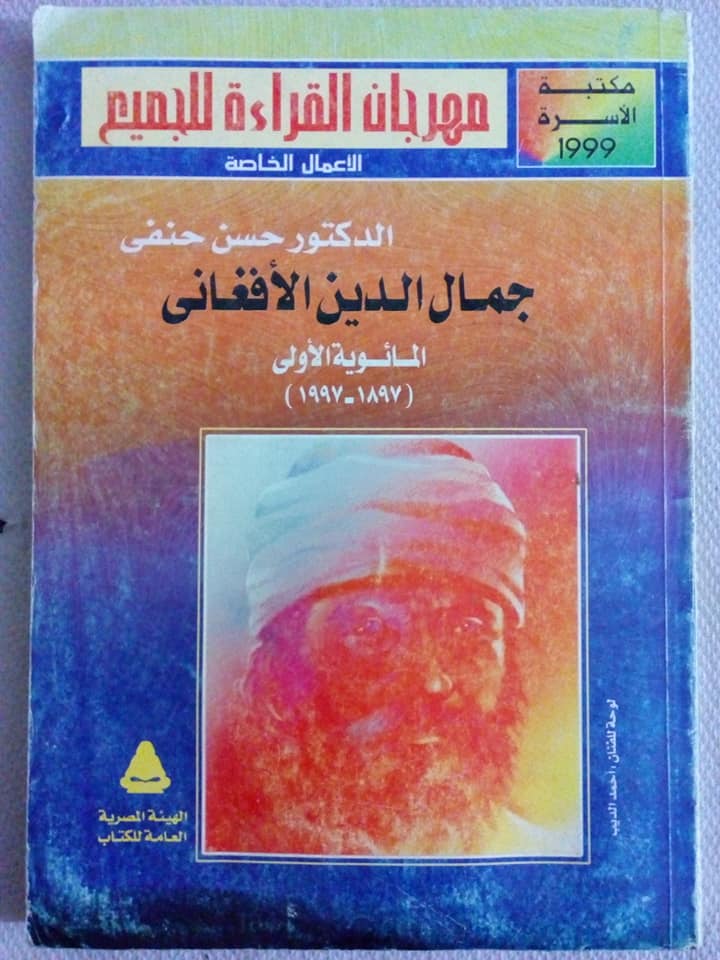 مكتبة
الأسرة
1999
مهرجان القراءة للجميع
الاعمال الخاصة
الدكتور حسن حنفى
جمال الدين الأفغانى
المائوية الأولى
(١٨٩٧-١٩٩٧)
لوحة للفنان: احمد الديب
الهيئة المصرية
العامة للكتاب